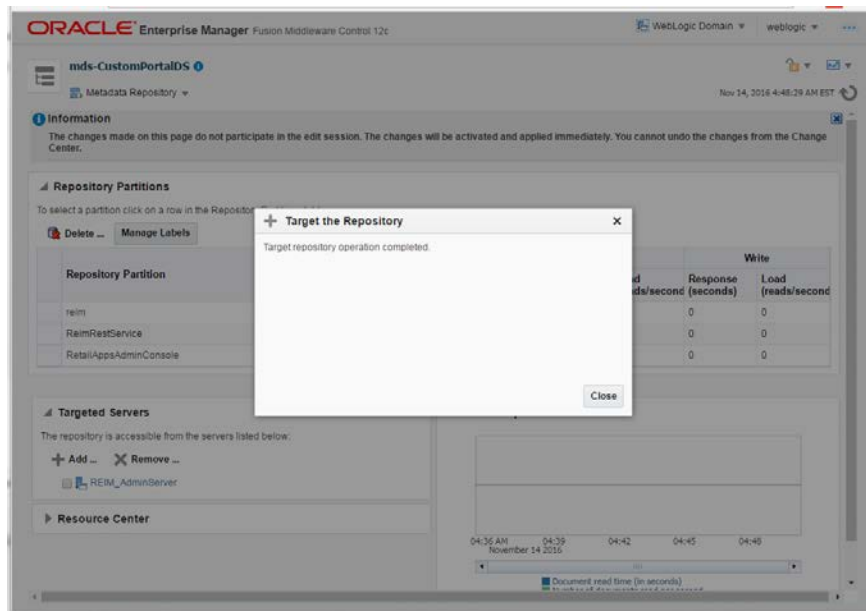 ORACLE Enterprise Manager Fusion Middleware Control 12c
WebLogic Domain
weblogic
mds-CustomPortalDS
Metadata Repository
Nov 14, 2016 4:48:29 AM EST
Information
The changes made on this page do not participate in the edit session. The changes will be activated and applied immediately. You cannot undo the changes from the Change
Center.
Repository Partitions
To select a partition click on a row in the Repository
Delete ...
Manage Labels
Repository Partition
Write
Response
(seconds)
Load
(reads/second
reim
0
0
ReimRestService
0
0
RetailAppsAdminConsole
0
0
Target the Repository
Target repository operation completed.
Close
Targeted Servers
The repository is accessible from the servers listed below:
Add ...
Remove ...
REIM_AdminServer
Resource Center
04:36 AM
04:39
04:42
04:45
04:48
November 14 2016
Document read time (in seconds)